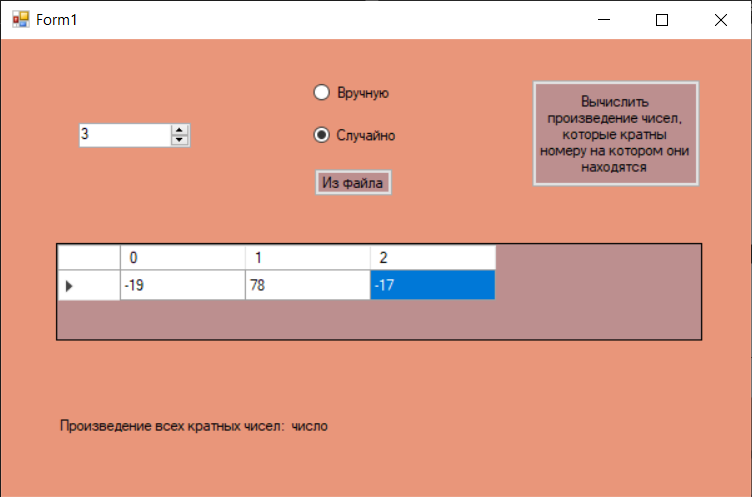 Form1
Вручную
3
Случайно
Из файла
Вычислить
произведение чисел,
которые кратны
номеру на котором они
находятся
0 1 2
-19 78 -17
Произведение всех кратных чисел: число